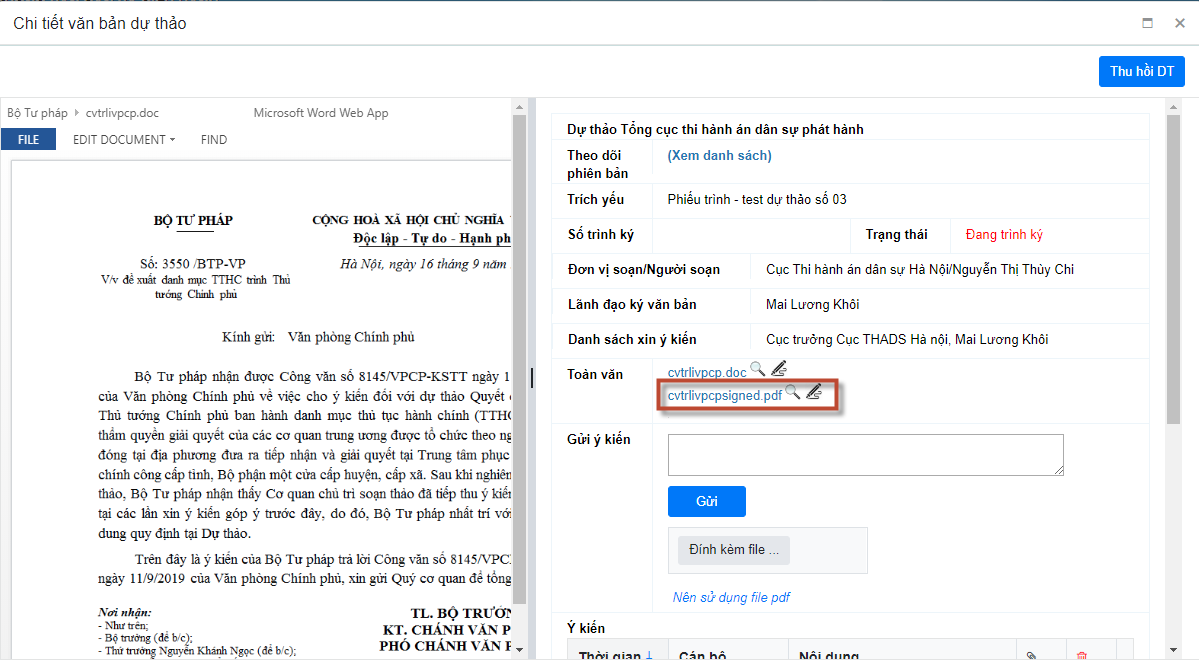 Chi tiết văn bản dự thảo
Thu hồi DT
Bộ Tư pháp cvtrlivpcp.doc Microsoft Word Web App
FILE EDIT DOCUMENT FIND
BỘ TƯ PHÁP
CỘNG HOÀ XÃ HỘI CHỦ NGHĨA
Độc lập - Tự do - Hạnh ph
Số: 3550 /BTP-VP
Hà Nội, ngày 16 tháng 9 năm
V/v đề xuất danh mục TTHC trình Thủ
tướng Chính phủ
Kính gửi: Văn phòng Chính phủ
Bộ Tư pháp nhận được Công văn số 8145/VPCP-KSTT ngày 1
của Văn phòng Chính phủ về việc cho ý kiến đối với dự thảo Quyết
Thủ tướng Chính phủ ban hành danh mục thủ tục hành chính (TTHC
thẩm quyền giải quyết của các cơ quan trung ương được tổ chức theo ng
đóng tại địa phương đưa ra tiếp nhận và giải quyết tại Trung tâm phục
chính công cấp tỉnh, Bộ phận một cửa cấp huyện, cấp xã. Sau khi nghiên
thảo, Bộ Tư pháp nhận thấy Cơ quan chủ trì soạn thảo đã tiếp thu ý kiến
tại các lần xin ý kiến góp ý trước đây, do đó, Bộ Tư pháp nhất trí với
dung quy định tại Dự thảo.
Trên đây là ý kiến của Bộ Tư pháp trả lời Công văn số 8145/VPC
ngày 11/9/2019 của Văn phòng Chính phủ, xin gửi Quý cơ quan để tổng
Nơi nhận:
- Như trên;
- Bộ trưởng (để b/c);
- Thứ trưởng Nguyễn Khánh Ngọc (để b/c);
TL. BỘ TRƯỞN
KT. CHÁNH VĂN P
PHÓ CHÁNH VĂN P
Dự thảo Tổng cục thi hành án dân sự phát hành
Theo dõi
phiên bản
(Xem danh sách)
Trích yếu Phiếu trình - test dự thảo số 03
Số trình ký Trạng thái Đang trình ký
Đơn vị soạn/Người soạn Cục Thi hành án dân sự Hà Nội/Nguyễn Thị Thùy Chi
Lãnh đạo ký văn bản Mai Lương Khôi
Danh sách xin ý kiến Cục trưởng Cục THADS Hà nội, Mai Lương Khôi
Toàn văn cvtrlivpcp.doc
cvtrlivpcpsigned.pdf
Gửi ý kiến
Gửi
Đính kèm file ...
Nên sử dụng file pdf
Ý kiến
Thời gian Cán bộ Nội dung